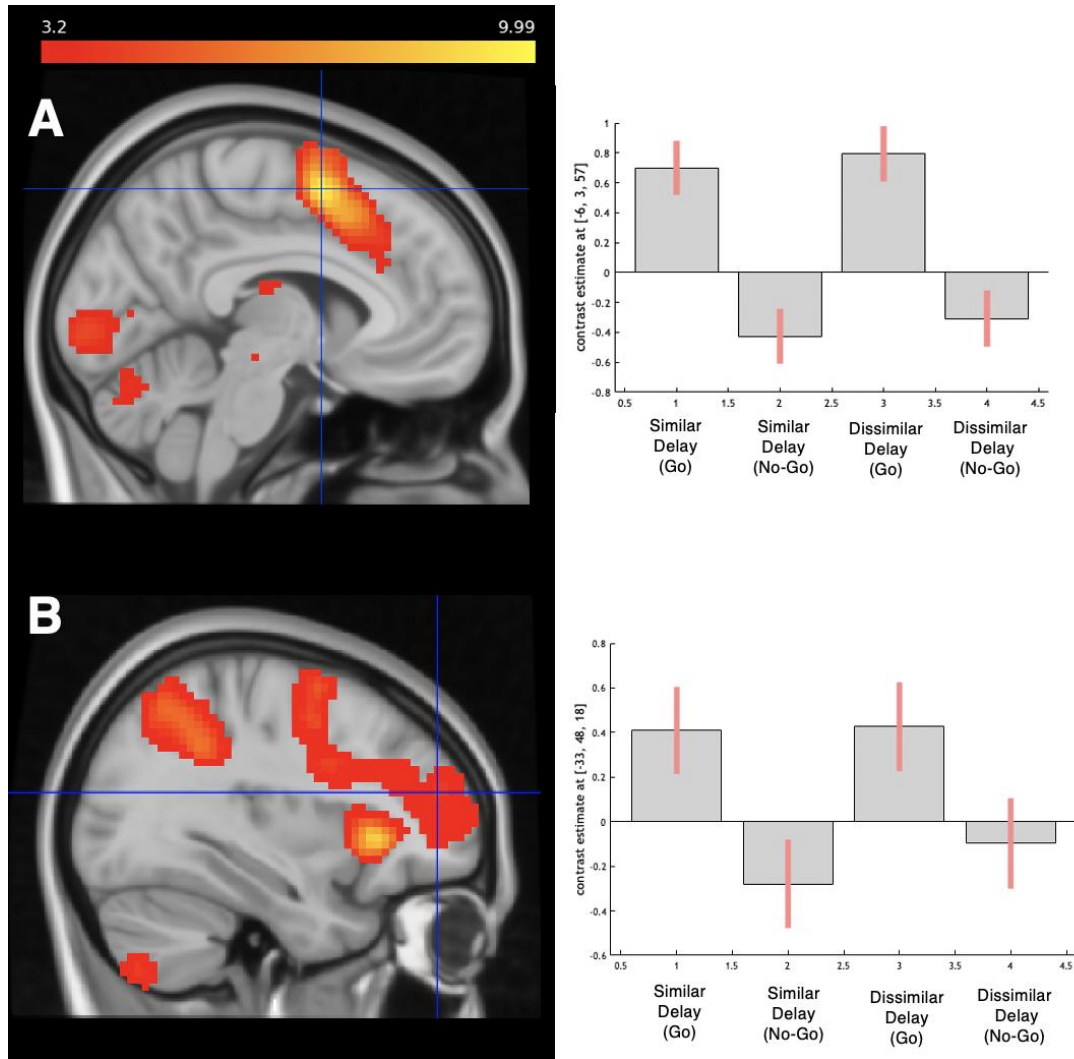 3.2 9.99
A
contrast estimate at [-6, 3, 57]
1
0.8
0.6
0.4
0.2
0
-0.2
-0.4
-0.6
-0.8
0.5 1 1.5 2 2.5 3 3.5 4 4.5
Similar Similar Dissimilar Dissimilar
Delay Delay Delay Delay
(Go) (No-Go) (Go) (No-Go)
B
contrast estimate at [-33, 48, 18]
0.8
0.6
0.4
0.2
0
-0.2
-0.4
-0.6
0.5 1 1.5 2 2.5 3 3.5 4 4.5
Similar Similar Dissimilar Dissimilar
Delay Delay Delay Delay
(Go) (No-Go) (Go) (No-Go)